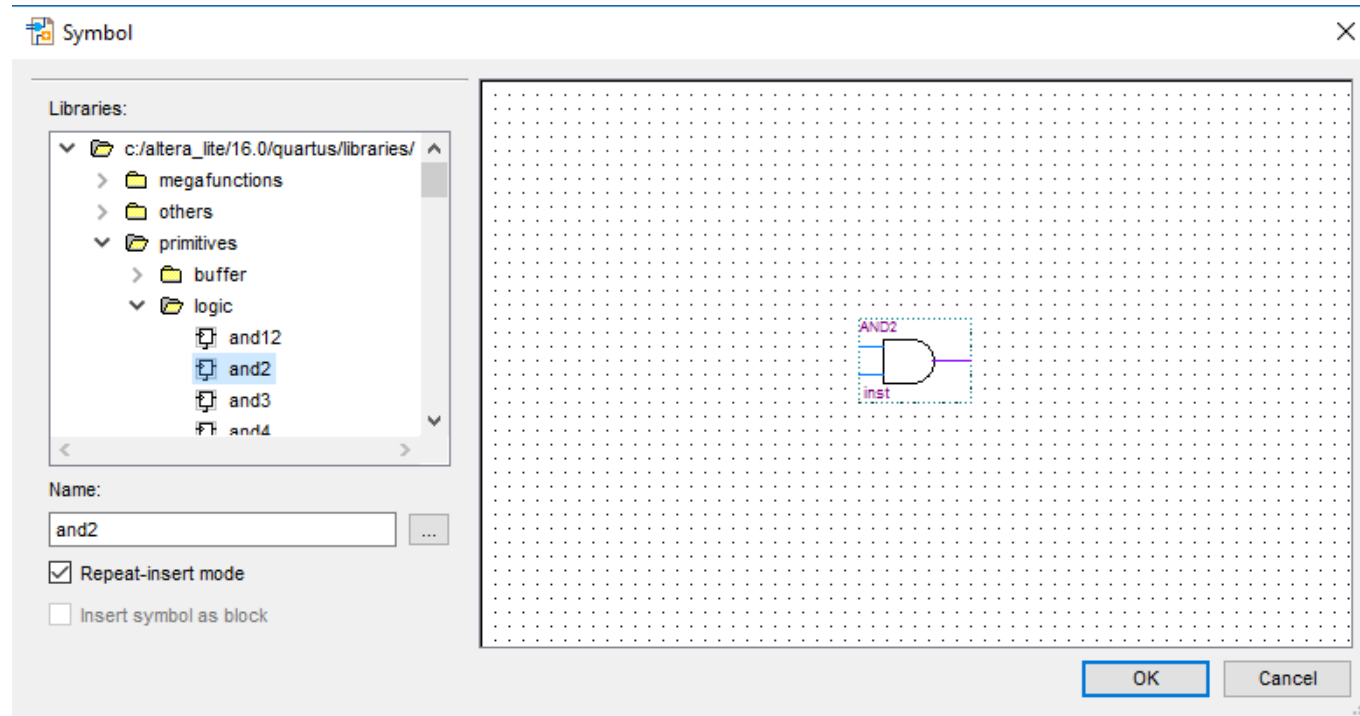 Symbol
Libraries:
c:/altera_lite/16.0/quartus/libraries/
megafunctions
others
primitives
buffer
logic
and12
and2
and3
and4
Name:
and2
...
Repeat-insert mode
Insert symbol as block
AND2
inst
OK
Cancel